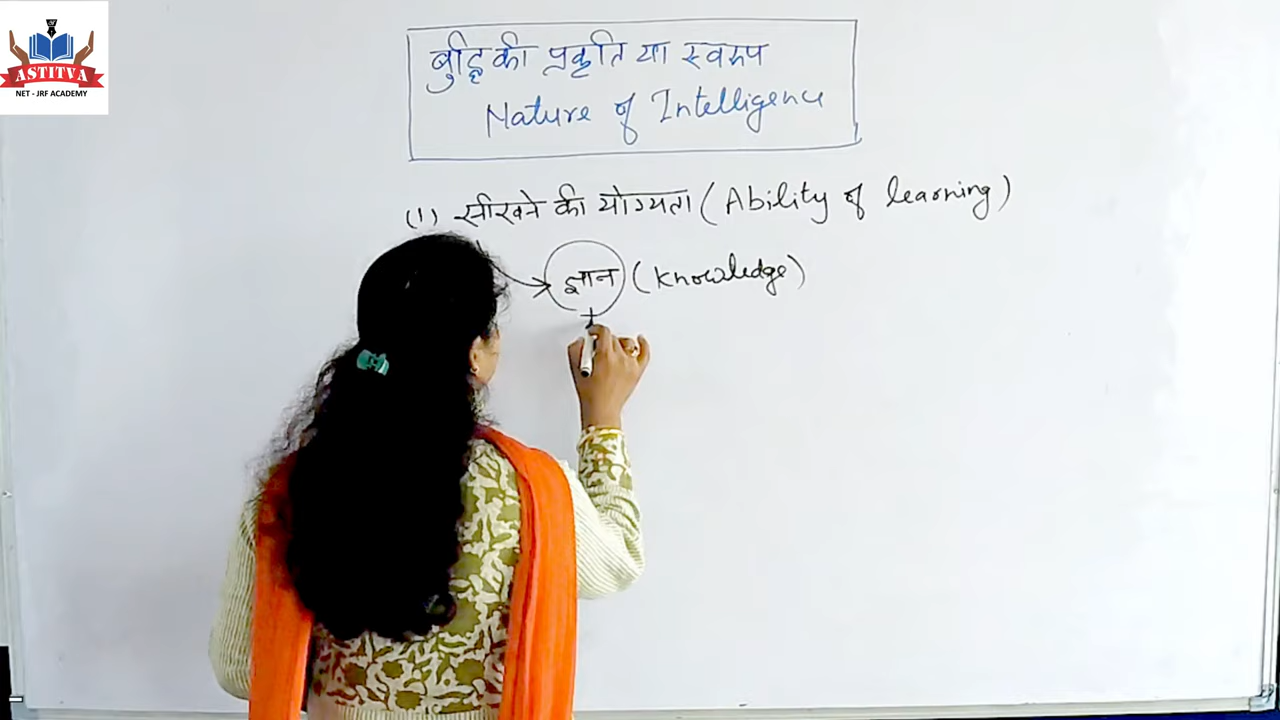 ASTITVA
NET - JRF ACADEMY
बुद्धि की प्रकृति या स्वरूप
Nature of Intelligence
(1) सीखने की योग्यता (Ability of learning)
ज्ञान (Knowledge)
+